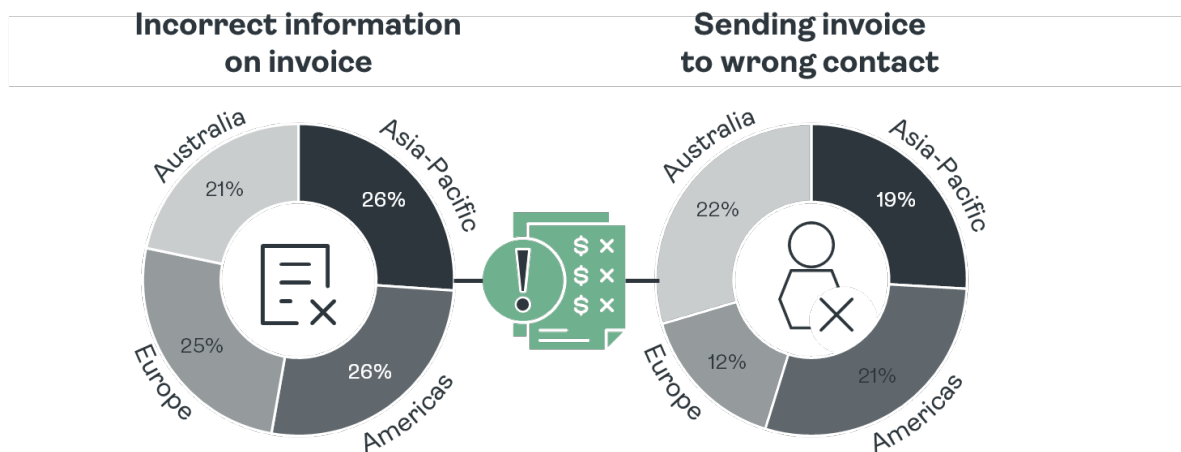 Incorrect information
on invoice
Sending invoice
to wrong contact
Australia
Asia-Pacific
21%
26%
25%
26%
Europe
Americas
! $ x
$ x
$ x
Australia
Asia-Pacific
22%
19%
12%
21%
Europe
Americas